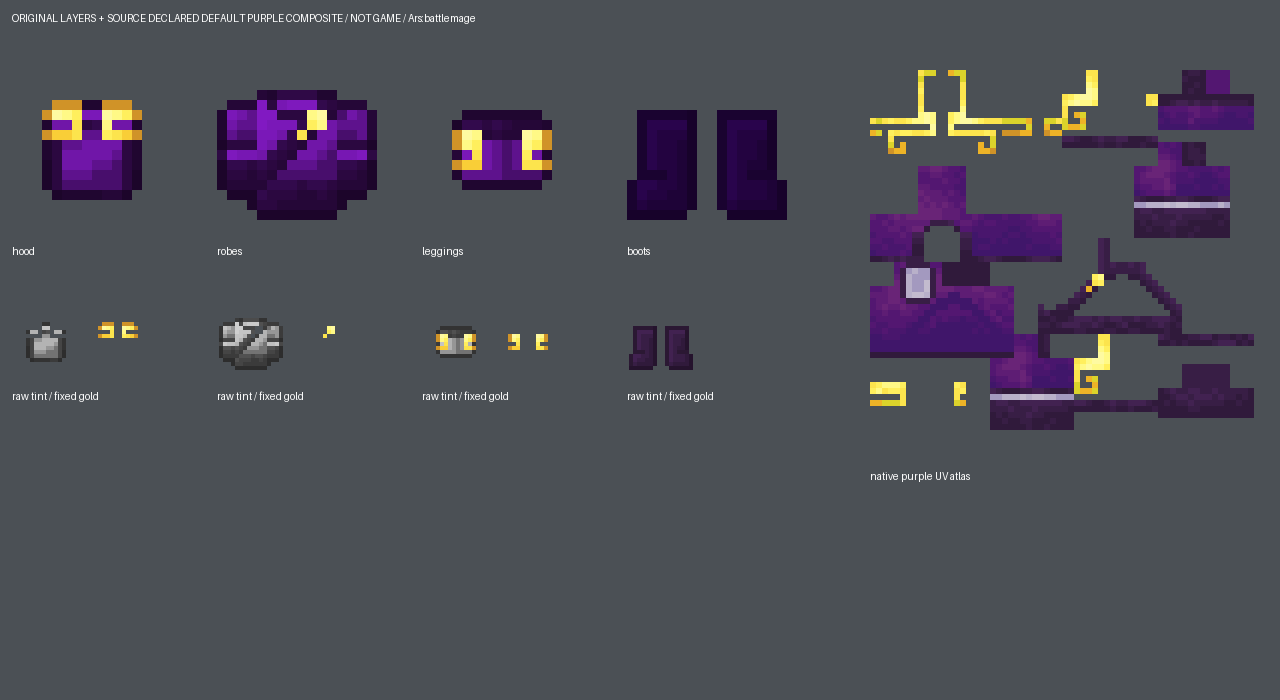 ORIGINAL LAYERS + SOURCE DECLARED DEFAULT PURPLE COMPOSITE / NOT GAME / Ars:battlemage
hood
robes
leggings
boots
raw tint / fixed gold
raw tint / fixed gold
raw tint / fixed gold
raw tint / fixed gold
native purple UV atlas